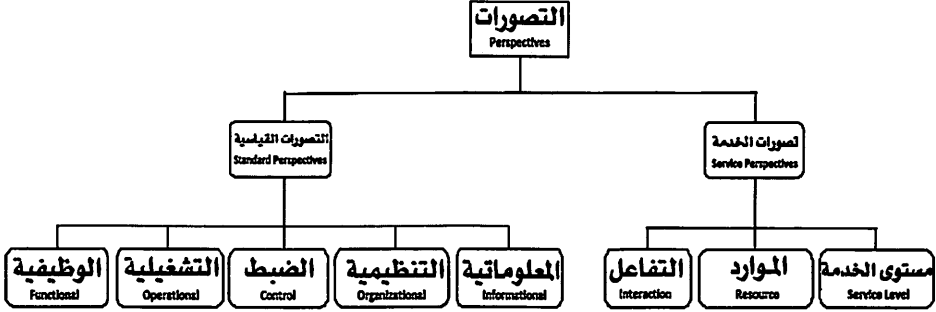 التصورات
Perspectives
التصورات القياسية
Standard Perspectives
تصورات الخدمة
Service Perspectives
الوظيفية
Functional
التشغيلية
Operational
الضبط
Control
التنظيمية
Organizational
المعلوماتية
Informational
التفاعل
Interaction
الموارد
Resource
مستوى الخدمة
Service Level